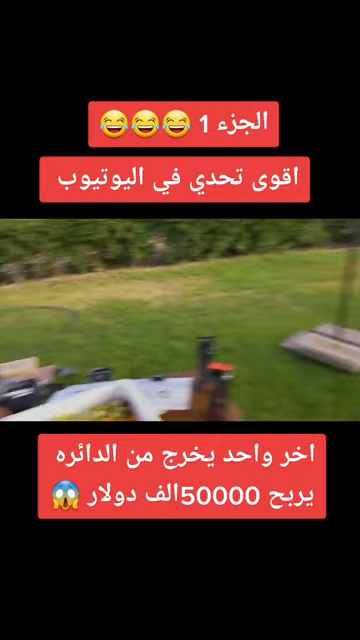 الجزء 1 😂😂😂
اقوى تحدي في اليوتيوب
اخر واحد يخرج من الدائره
يربح 50000الف دولار 😱